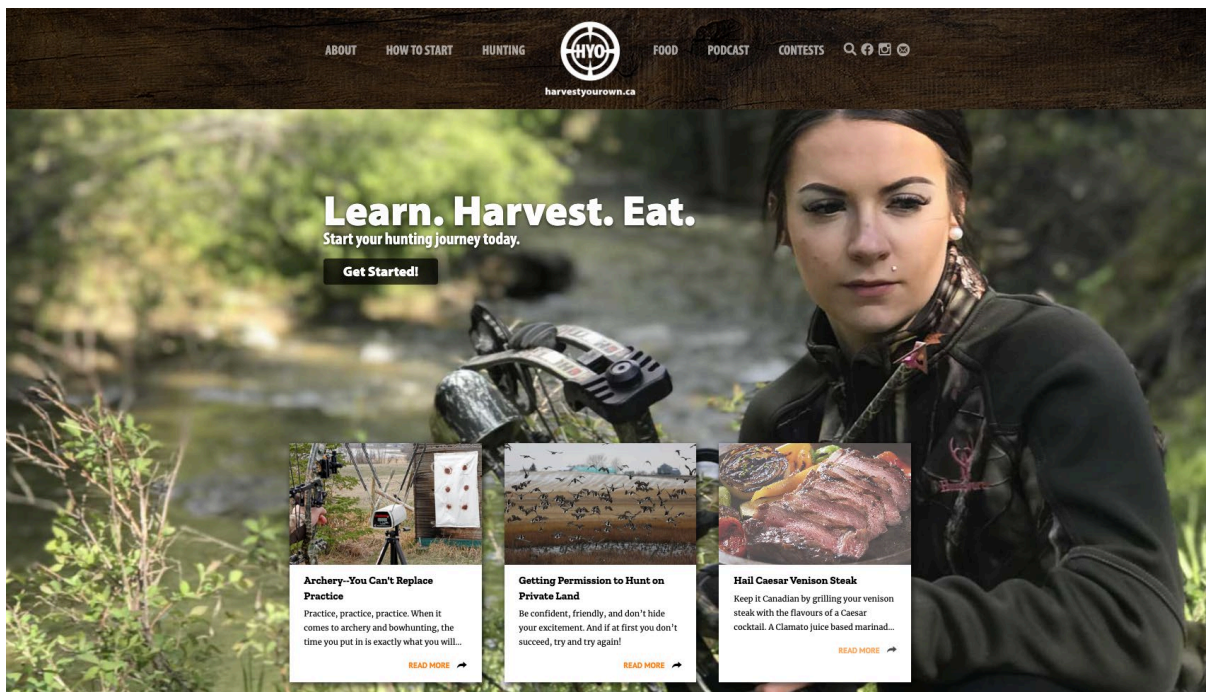 ABOUT HOW TO START HUNTING HYO FOOD PODCAST CONTESTS
harvestyourown.ca
Learn. Harvest. Eat.
Start your hunting journey today.
Get Started!
Archery--You Can't Replace
Practice
Practice, practice, practice. When it
comes to archery and bowhunting, the
time you put in is exactly what you will...
READ MORE
Getting Permission to Hunt on
Private Land
Be confident, friendly, and don't hide
your excitement. And if at first you don't
succeed, try and try again!
READ MORE
Hail Caesar Venison Steak
Keep it Canadian by grilling your venison
steak with the flavours of a Caesar
cocktail. A Clamato juice based marinad...
READ MORE